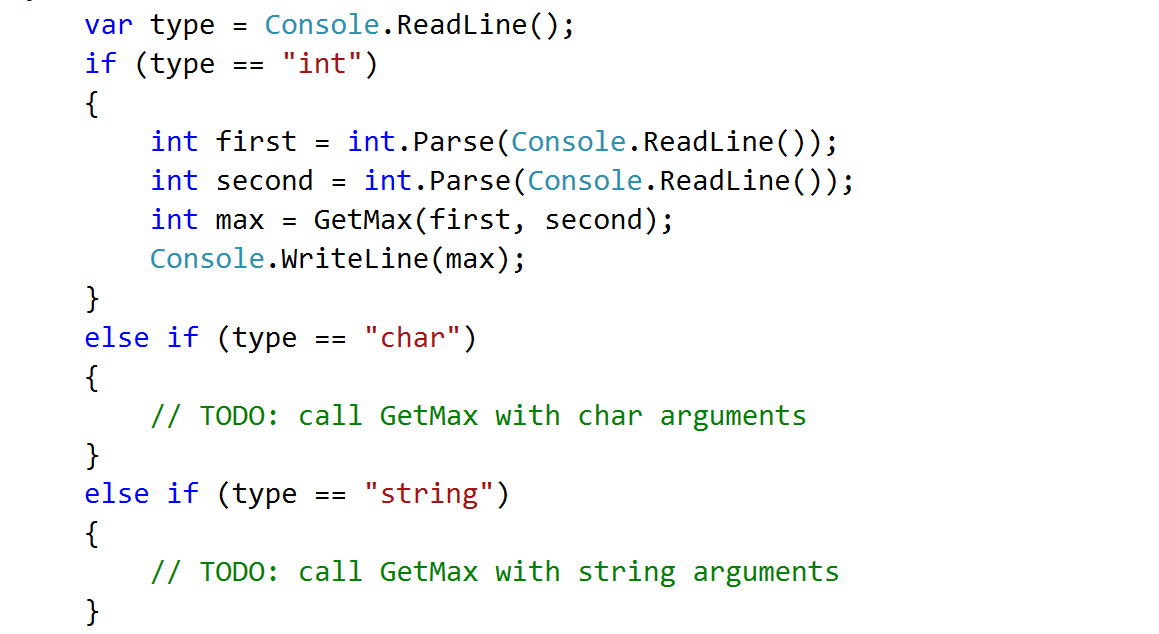 var type = Console.ReadLine();
if (type == "int")
{
    int first = int.Parse(Console.ReadLine());
    int second = int.Parse(Console.ReadLine());
    int max = GetMax(first, second);
    Console.WriteLine(max);
}
else if (type == "char")
{
    // TODO: call GetMax with char arguments
}
else if (type == "string")
{
    // TODO: call GetMax with string arguments
}